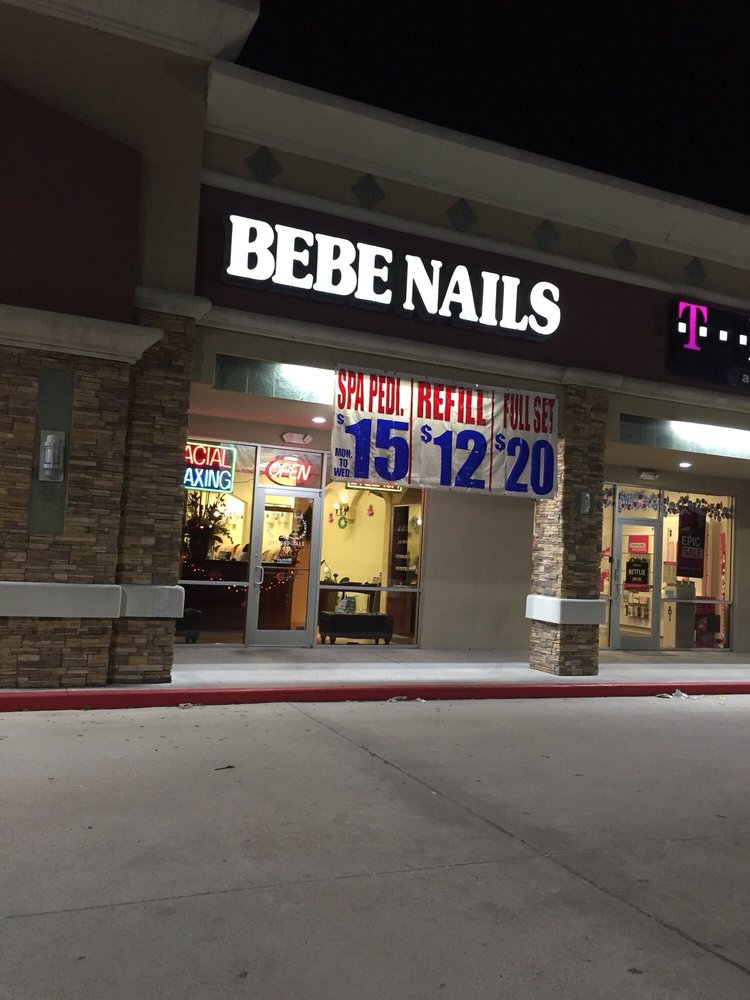 BEBE NAILS
T
SPA PEDI. REFILL FULL SET
$15 $12 $20
MON. TO WED.
ACIAL
AXING
OPEN
EPIC
SALE
NETFLIX